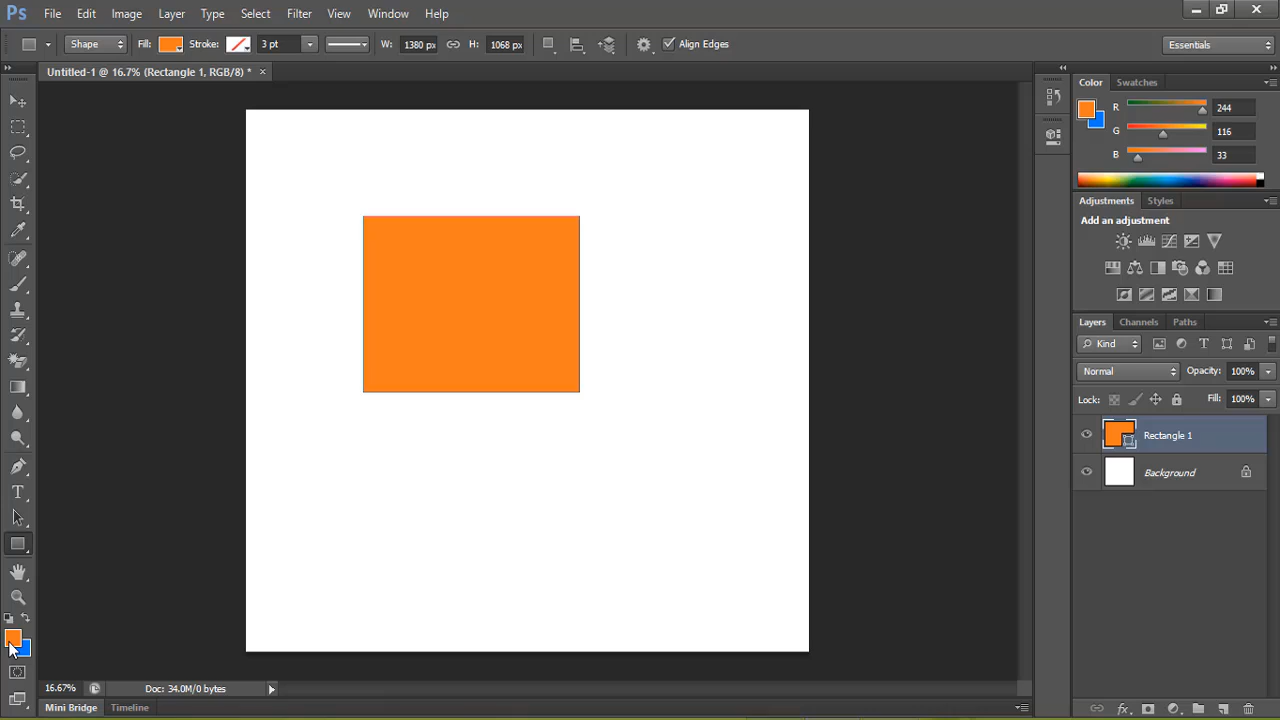 Ps File Edit Image Layer Type Select Filter View Window Help
Shape Fill: Stroke: 3 pt W: 1380 px H: 1068 px Align Edges Essentials
Untitled-1 @ 16.7% (Rectangle 1, RGB/8) * ×
Color Swatches
R 244
G 116
B 33
Adjustments Styles
Add an adjustment
Layers Channels Paths
Kind T
Normal Opacity: 100%
Lock: Fill: 100%
Rectangle 1
Background
T
16.67% Doc: 34.0M/0 bytes
Mini Bridge Timeline
fx